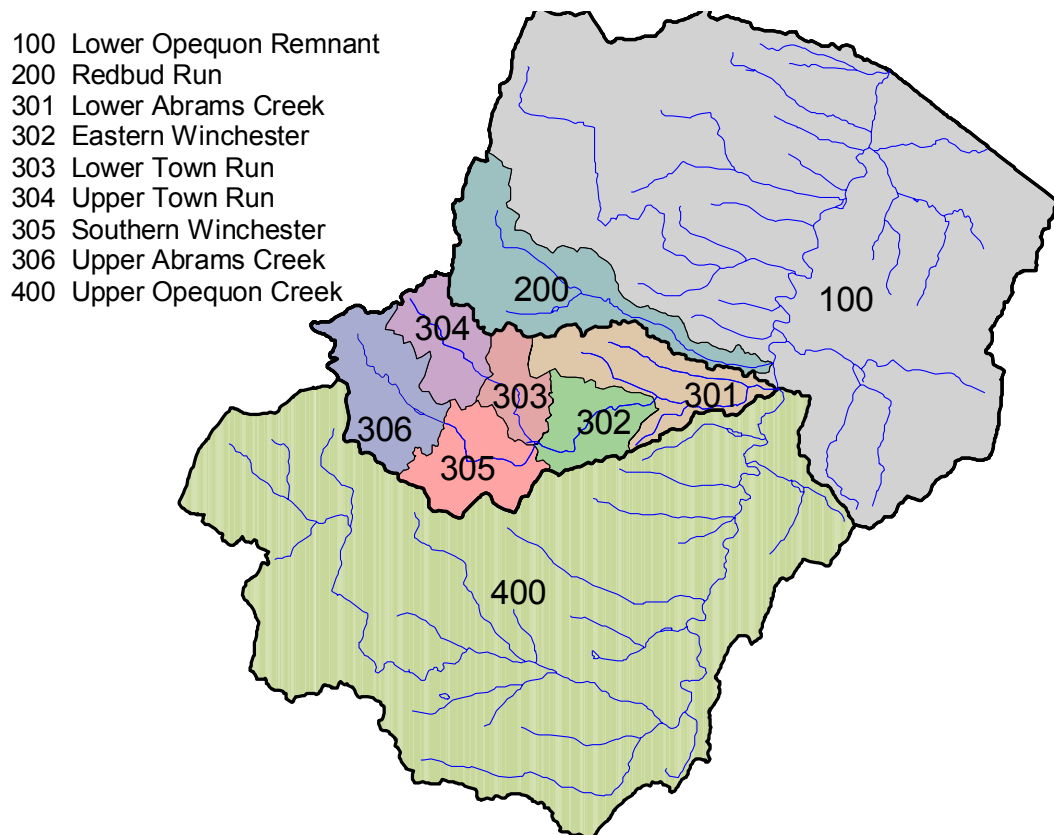 100 Lower Opequon Remnant
200 Redbud Run
301 Lower Abrams Creek
302 Eastern Winchester
303 Lower Town Run
304 Upper Town Run
305 Southern Winchester
306 Upper Abrams Creek
400 Upper Opequon Creek
200
100
304
303
301
302
306
305
400